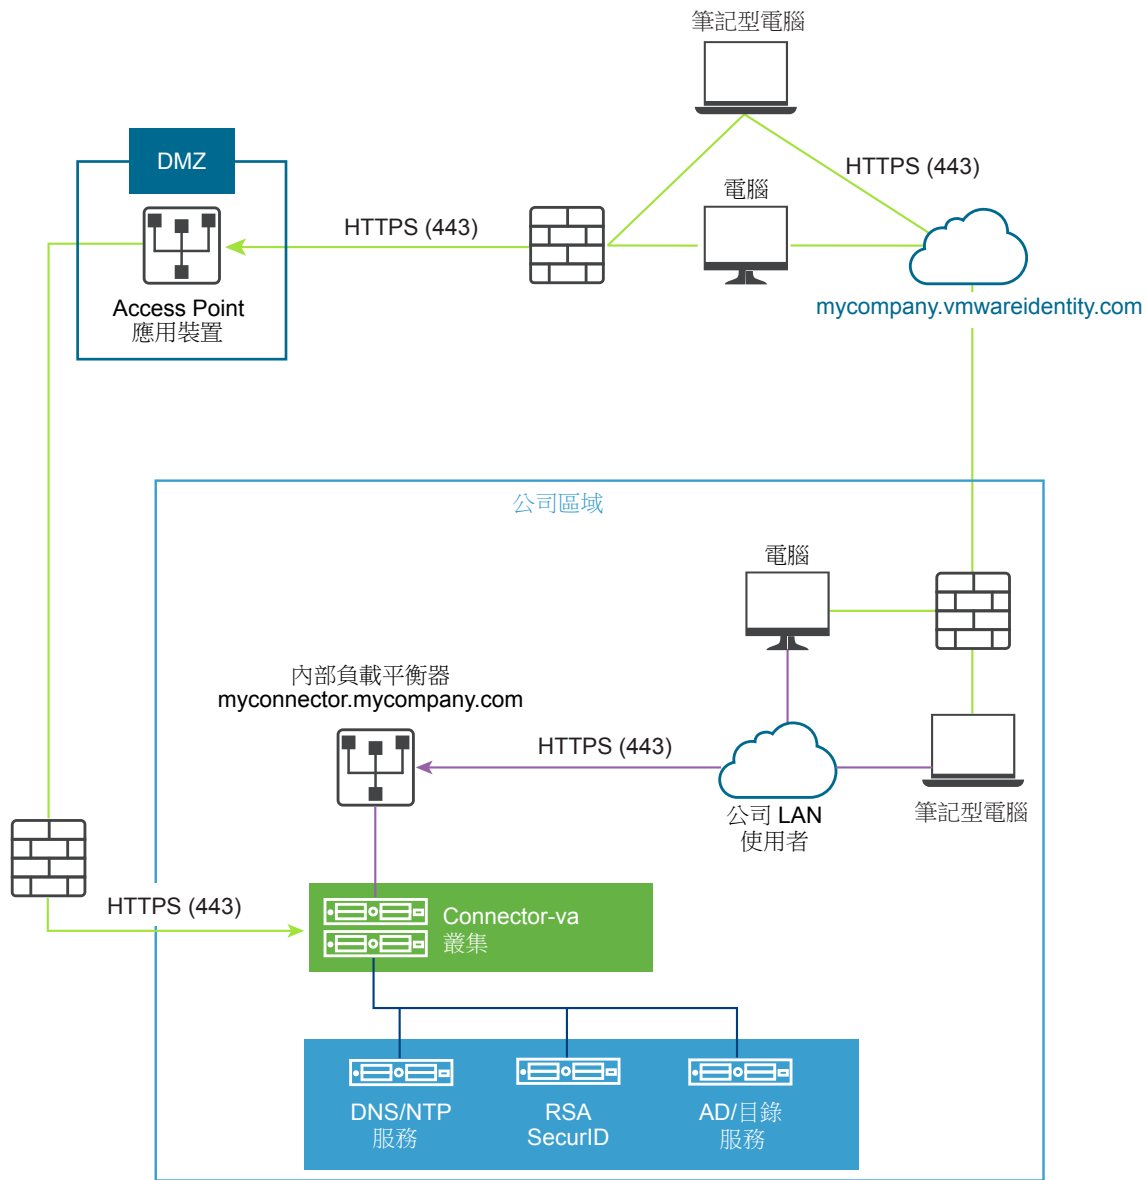 筆記型電腦
HTTPS (443)
DMZ
電腦
HTTPS (443)
Access Point
應用裝置
mycompany.vmwareidentity.com
公司區域
電腦
內部負載平衡器
myconnector.mycompany.com
HTTPS (443)
公司 LAN
使用者
筆記型電腦
HTTPS (443)
Connector-va
叢集
DNS/NTP
服務
RSA
SecurID
AD/目錄
服務